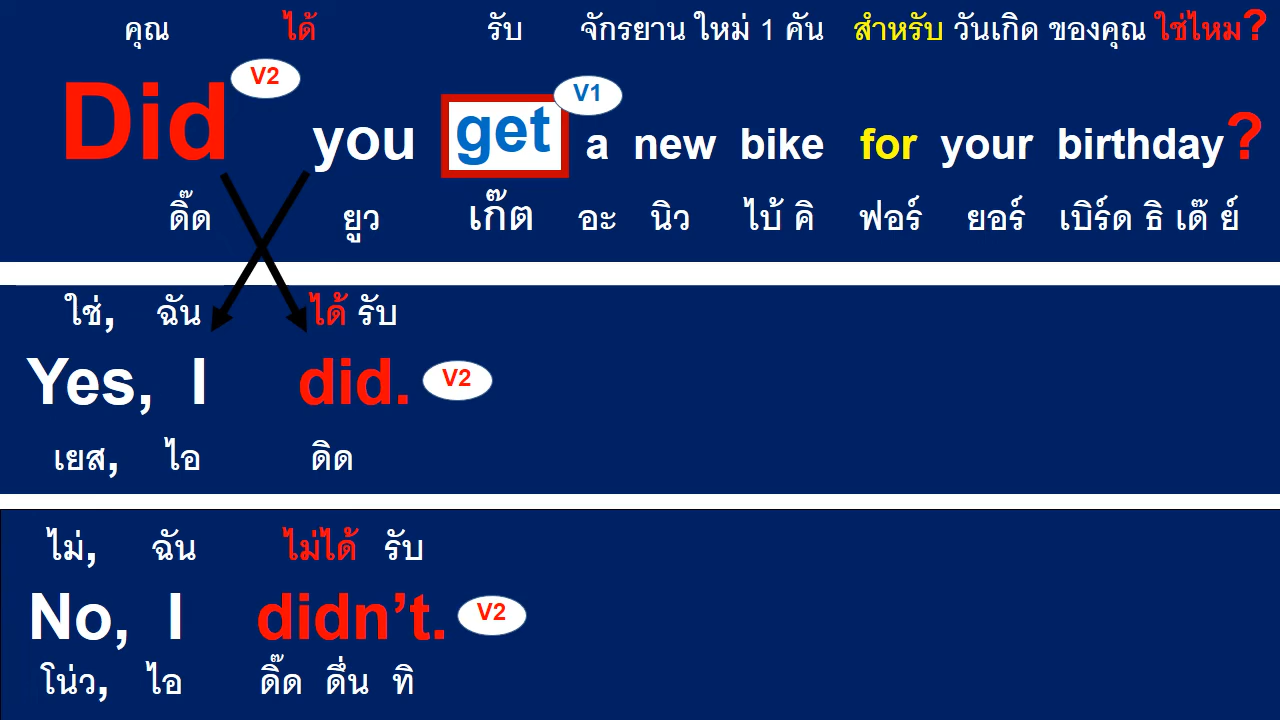 คุณ ได้ รับ จักรยาน ใหม่ 1 คัน สำหรับ วันเกิด ของคุณ ใช่ไหม?
Did V2 you get V1 a new bike for your birthday?
ดิ๊ด ยูว เก๊ต อะ นิว ไบ้ คิ ฟอร์ ยอร์ เบิร์ด ธิ เด๊ ย์
ใช่, ฉัน ได้ รับ
Yes, I did. V2
เยส, ไอ ดิด
ไม่, ฉัน ไม่ได้ รับ
No, I didn’t. V2
โน่ว, ไอ ดิ๊ด ดึ่น ทิ